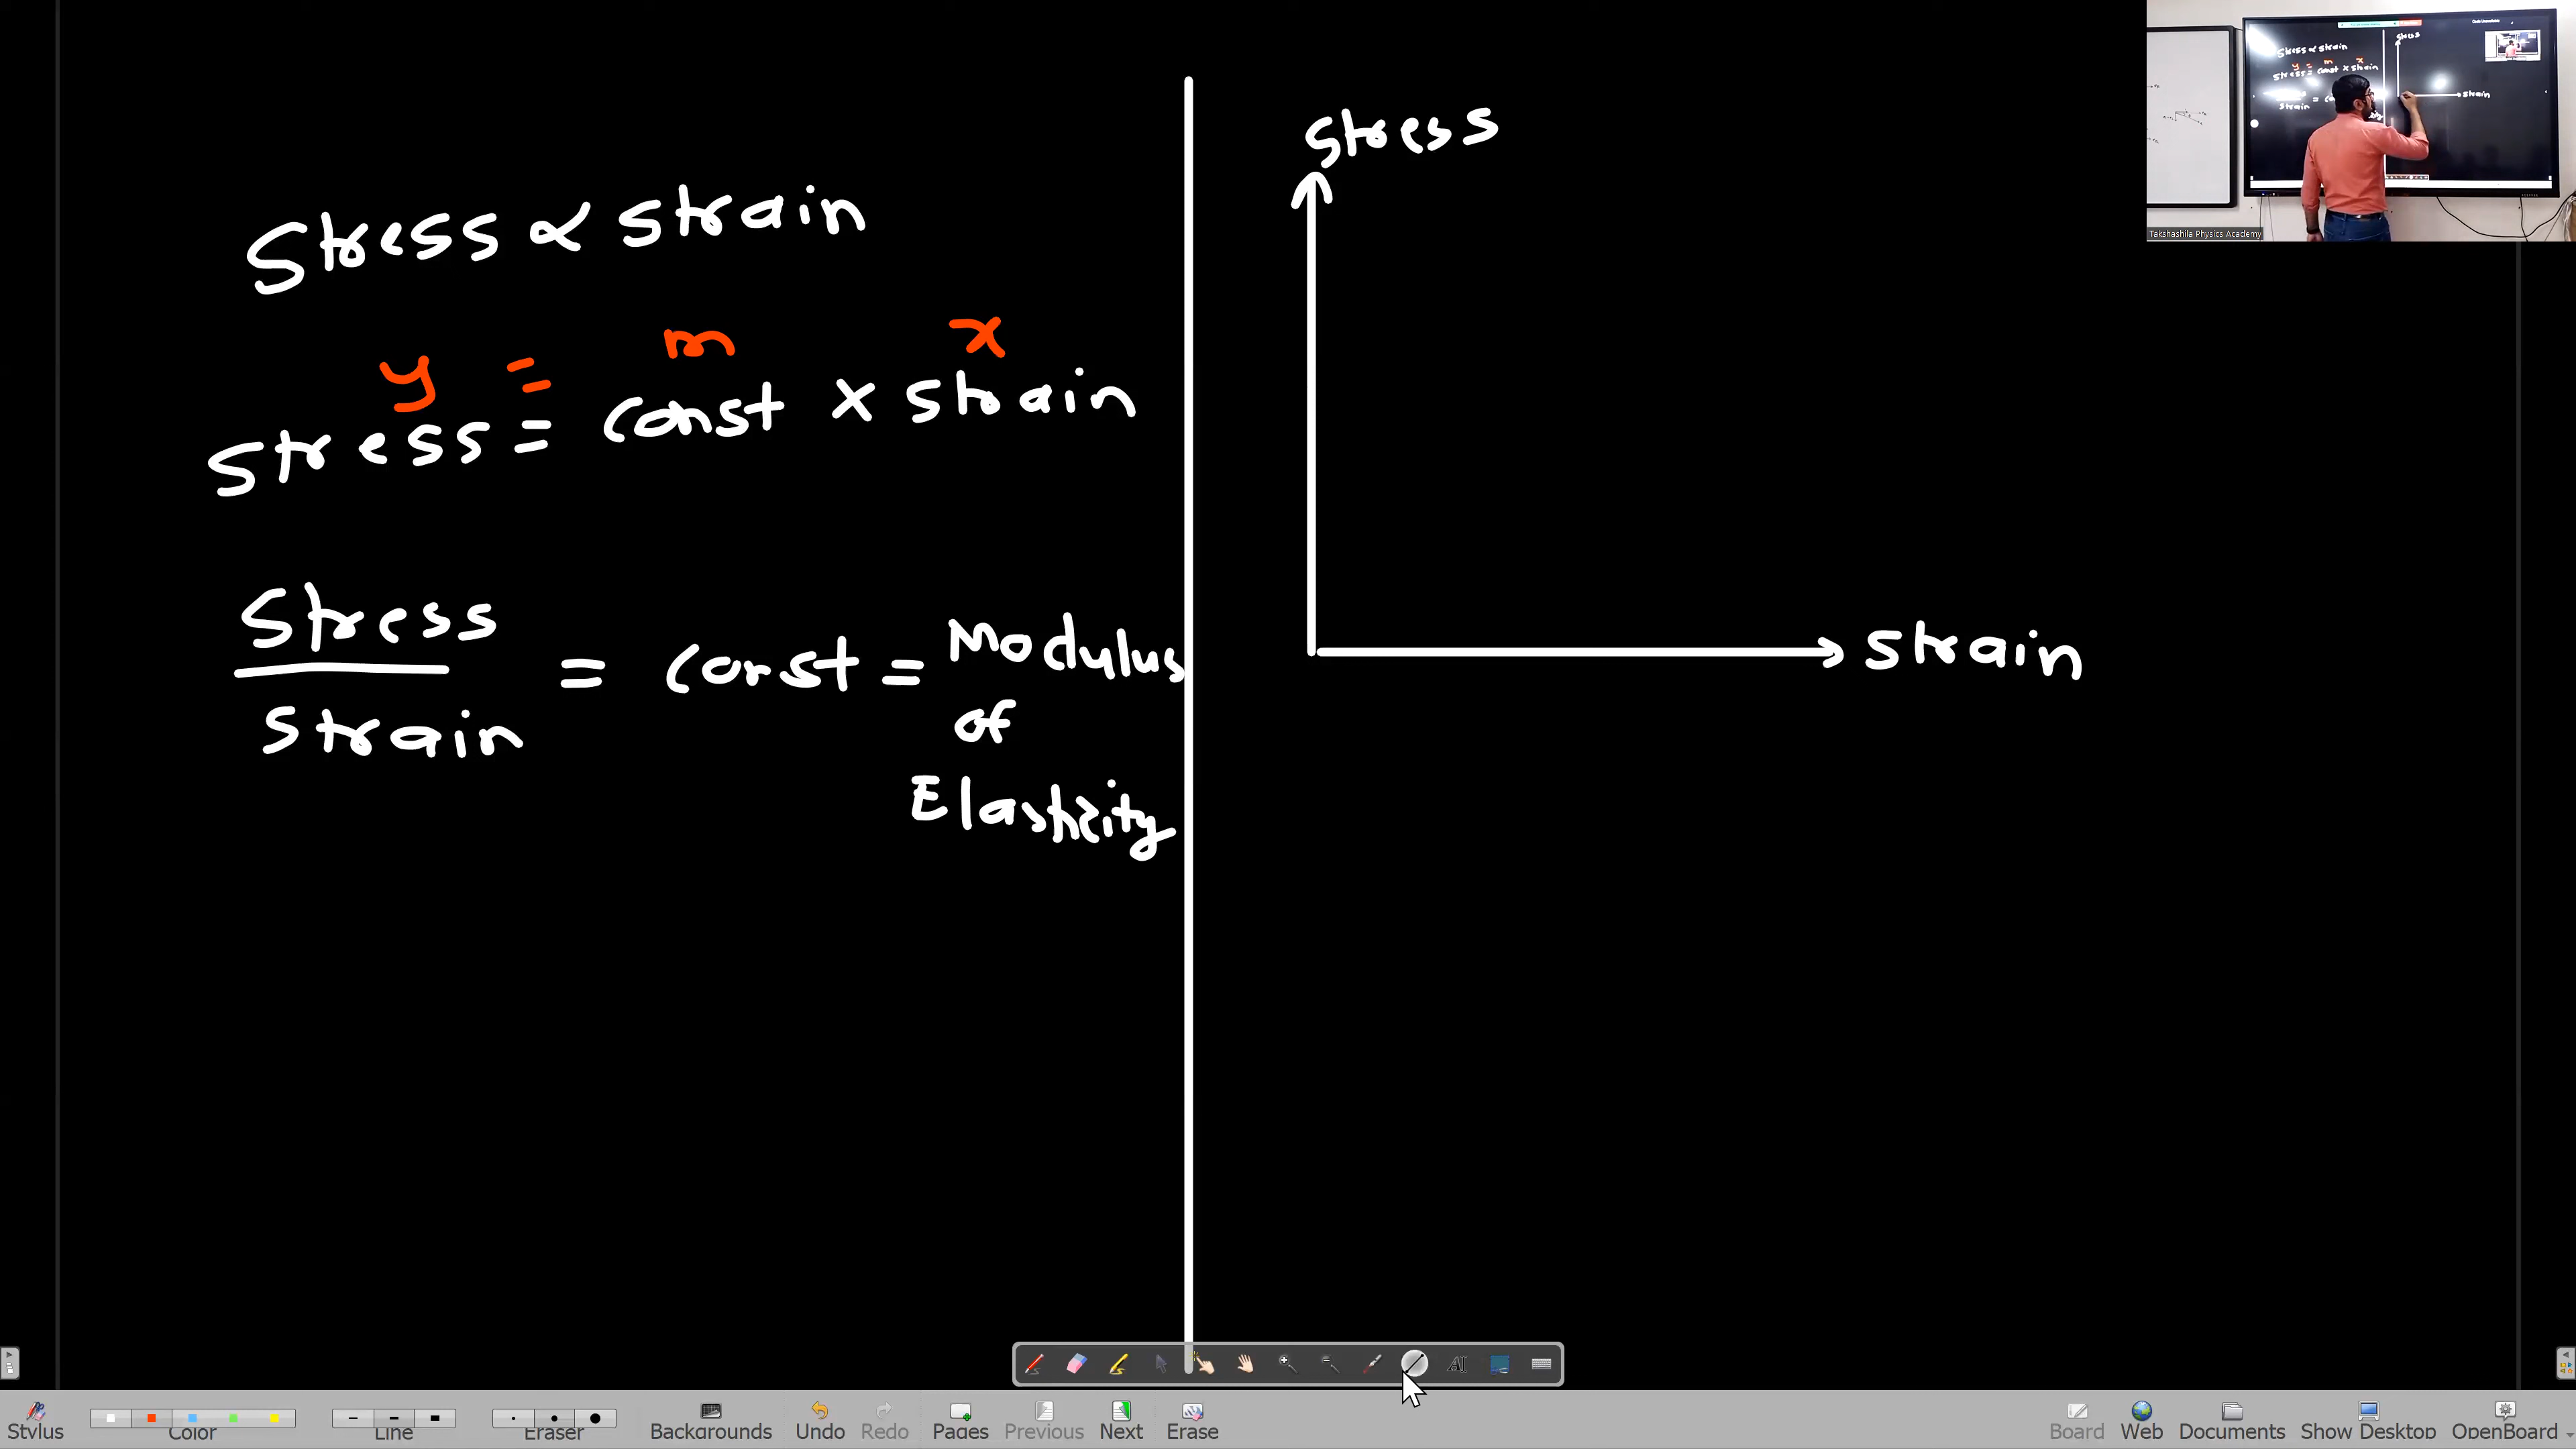 Stress ∝ strain
y = m x
Stress = const × strain
Stress
strain
= const = Modulus
of
Elasticity
stress
strain
Takshashila Physics Academy
Stylus
Color
Line
Eraser
Backgrounds
Undo
Redo
Pages
Previous
Next
Erase
Board
Web
Documents
Show Desktop
OpenBoard